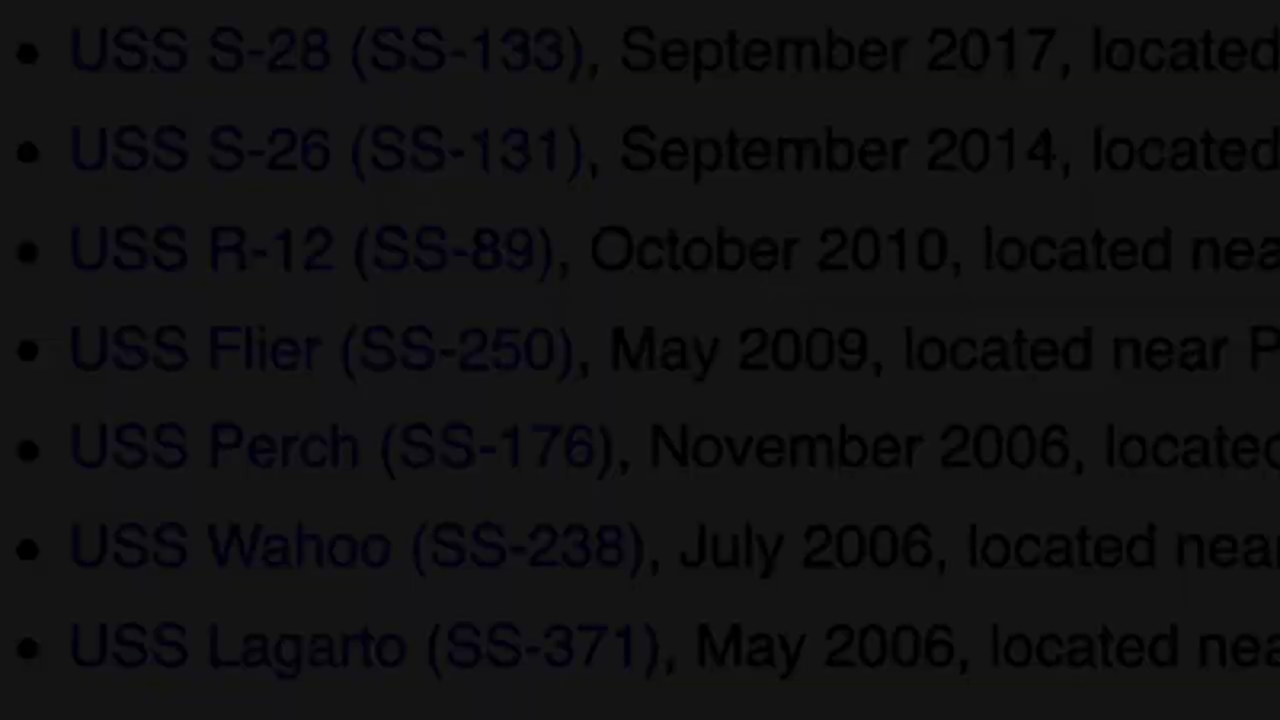 • USS S-28 (SS-133), September 2017, located
• USS S-26 (SS-131), September 2014, located
• USS R-12 (SS-89), October 2010, located nea
• USS Flier (SS-250), May 2009, located near P
• USS Perch (SS-176), November 2006, located
• USS Wahoo (SS-238), July 2006, located near
• USS Lagarto (SS-371), May 2006, located nea